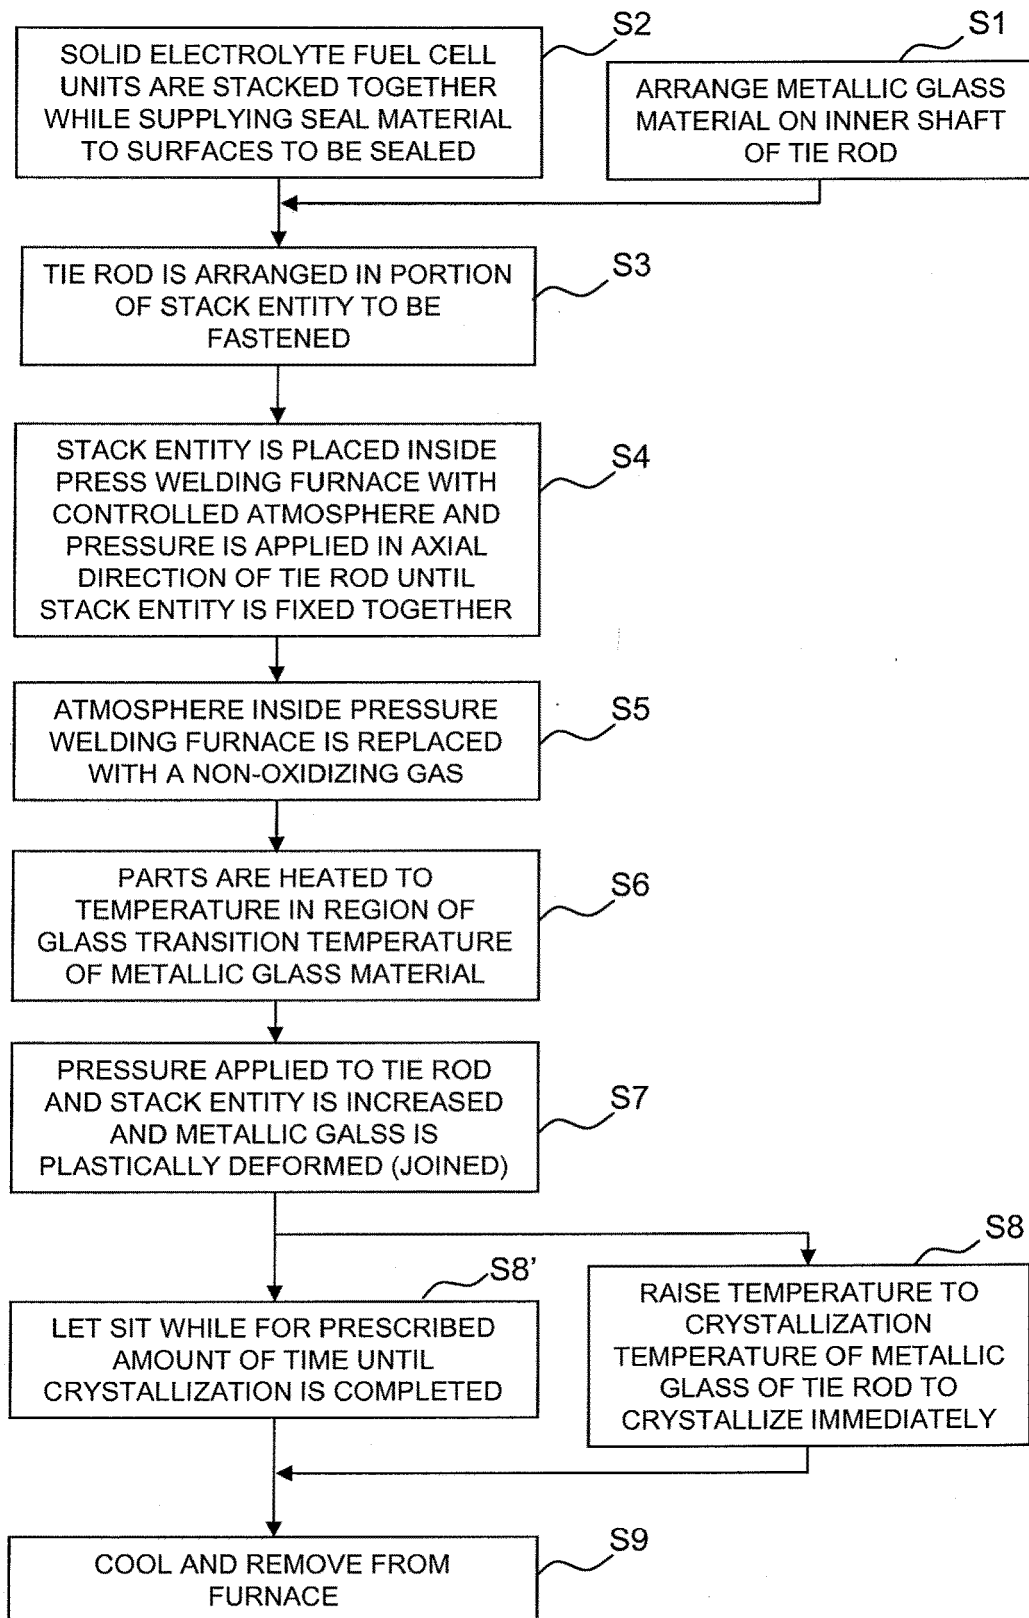 S2
SOLID ELECTROLYTE FUEL CELL
UNITS ARE STACKED TOGETHER
WHILE SUPPLYING SEAL MATERIAL
TO SURFACES TO BE SEALED
S1
ARRANGE METALLIC GLASS
MATERIAL ON INNER SHAFT
OF TIE ROD
S3
TIE ROD IS ARRANGED IN PORTION
OF STACK ENTITY TO BE
FASTENED
S4
STACK ENTITY IS PLACED INSIDE
PRESS WELDING FURNACE WITH
CONTROLLED ATMOSPHERE AND
PRESSURE IS APPLIED IN AXIAL
DIRECTION OF TIE ROD UNTIL
STACK ENTITY IS FIXED TOGETHER
S5
ATMOSPHERE INSIDE PRESSURE
WELDING FURNACE IS REPLACED
WITH A NON-OXIDIZING GAS
S6
PARTS ARE HEATED TO
TEMPERATURE IN REGION OF
GLASS TRANSITION TEMPERATURE
OF METALLIC GLASS MATERIAL
S7
PRESSURE APPLIED TO TIE ROD
AND STACK ENTITY IS INCREASED
AND METALLIC GALSS IS
PLASTICALLY DEFORMED (JOINED)
S8'
LET SIT WHILE FOR PRESCRIBED
AMOUNT OF TIME UNTIL
CRYSTALLIZATION IS COMPLETED
S8
RAISE TEMPERATURE TO
CRYSTALLIZATION
TEMPERATURE OF METALLIC
GLASS OF TIE ROD TO
CRYSTALLIZE IMMEDIATELY
S9
COOL AND REMOVE FROM
FURNACE